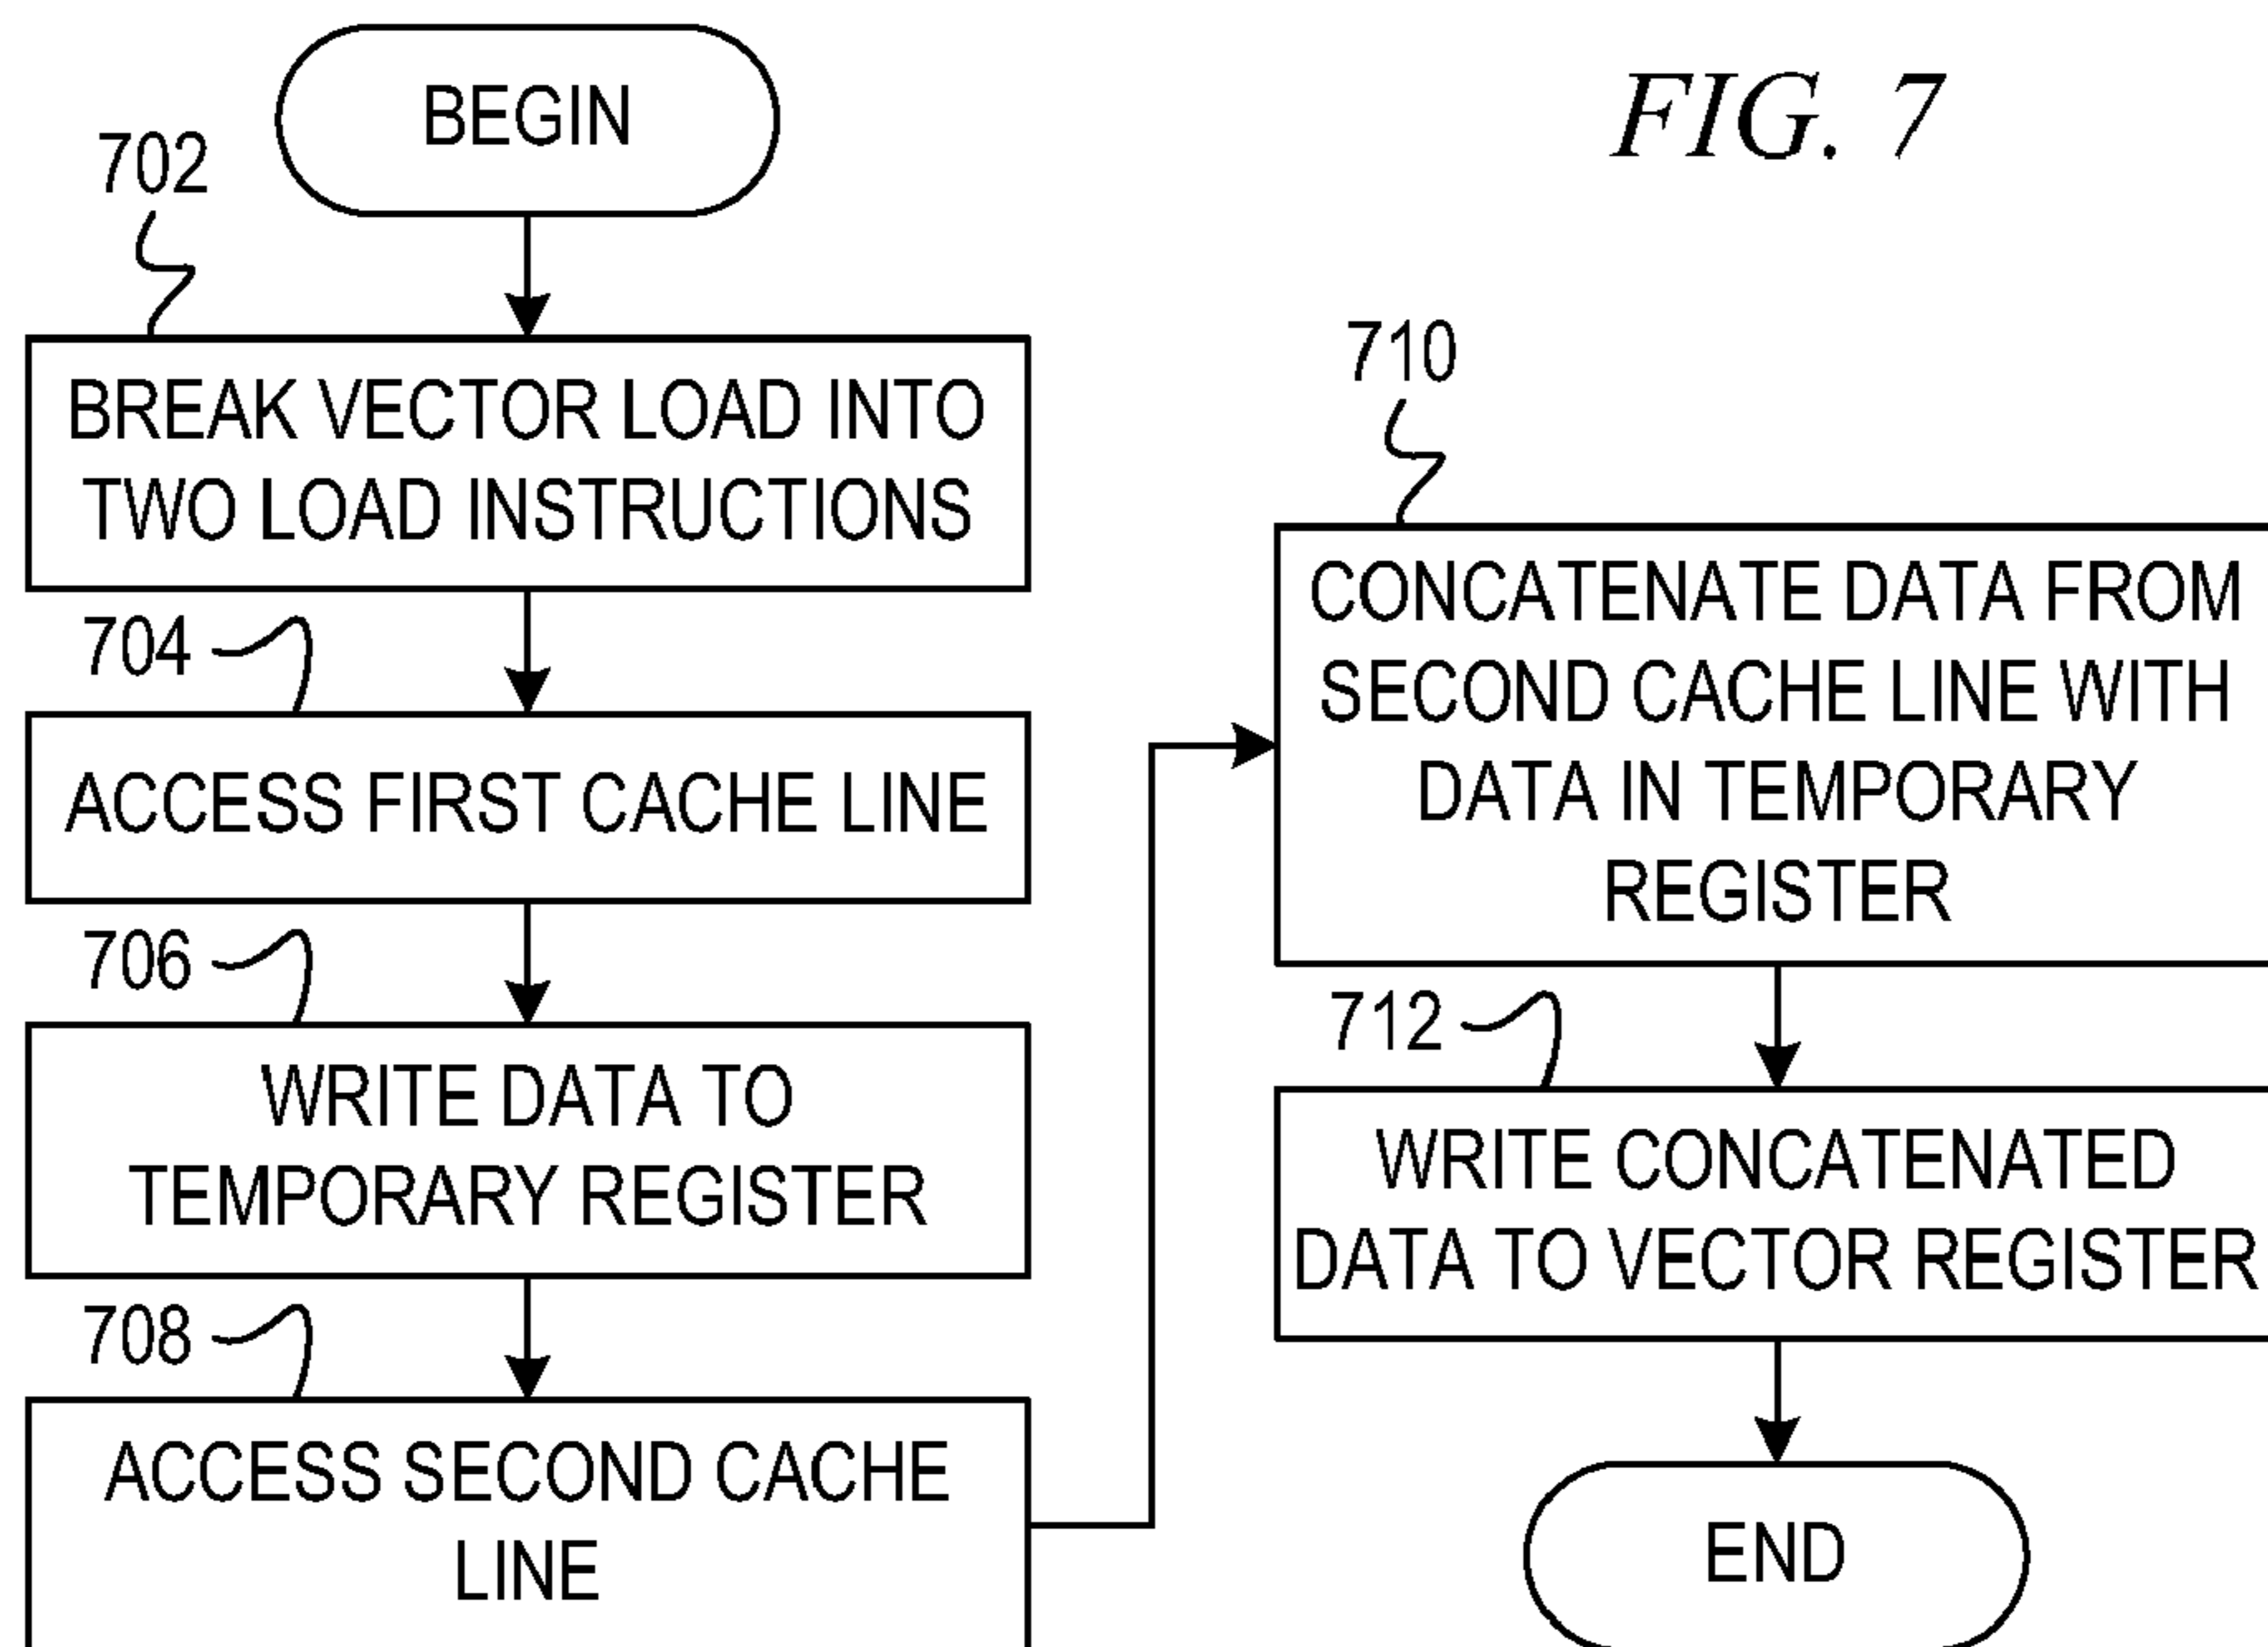 FIG. 7
BEGIN
702
BREAK VECTOR LOAD INTO
TWO LOAD INSTRUCTIONS
704
ACCESS FIRST CACHE LINE
706
WRITE DATA TO
TEMPORARY REGISTER
708
ACCESS SECOND CACHE
LINE
710
CONCATENATE DATA FROM
SECOND CACHE LINE WITH
DATA IN TEMPORARY
REGISTER
712
WRITE CONCATENATED
DATA TO VECTOR REGISTER
END